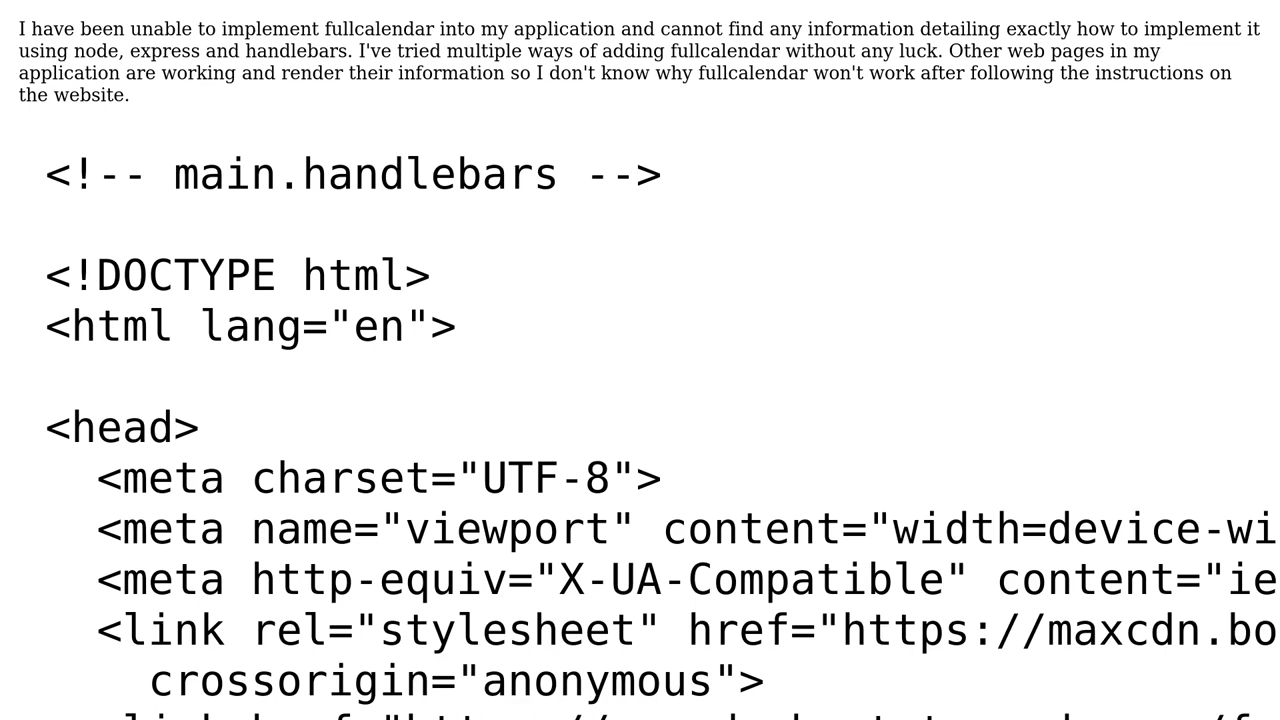 I have been unable to implement fullcalendar into my application and cannot find any information detailing exactly how to implement it
using node, express and handlebars. I've tried multiple ways of adding fullcalendar without any luck. Other web pages in my
application are working and render their information so I don't know why fullcalendar won't work after following the instructions on
the website.
<!-- main.handlebars -->
<!DOCTYPE html>
<html lang="en">
<head>
<meta charset="UTF-8">
<meta name="viewport" content="width=device-wi
<meta http-equiv="X-UA-Compatible" content="ie
<link rel="stylesheet" href="https://maxcdn.bo
crossorigin="anonymous">